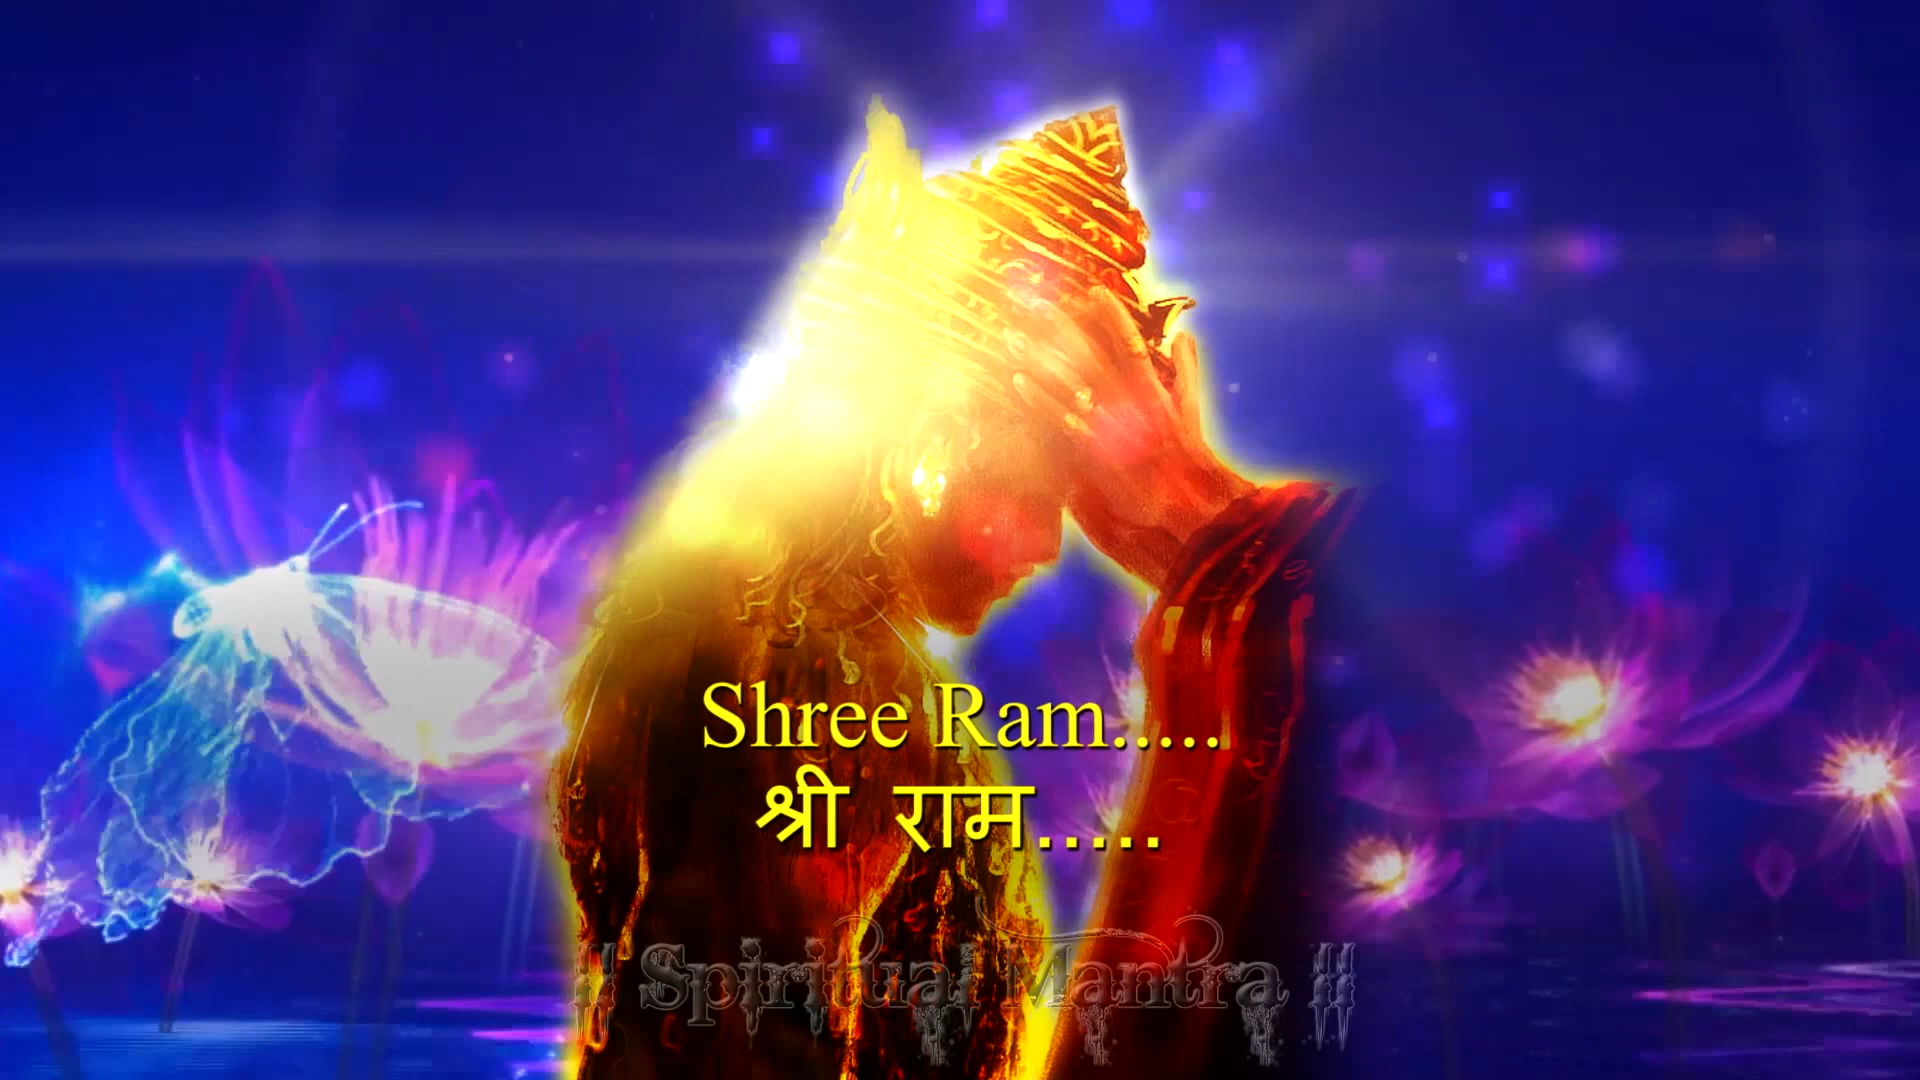 Shree Ram.....
श्री राम.....
|| Spiritual Mantra ||